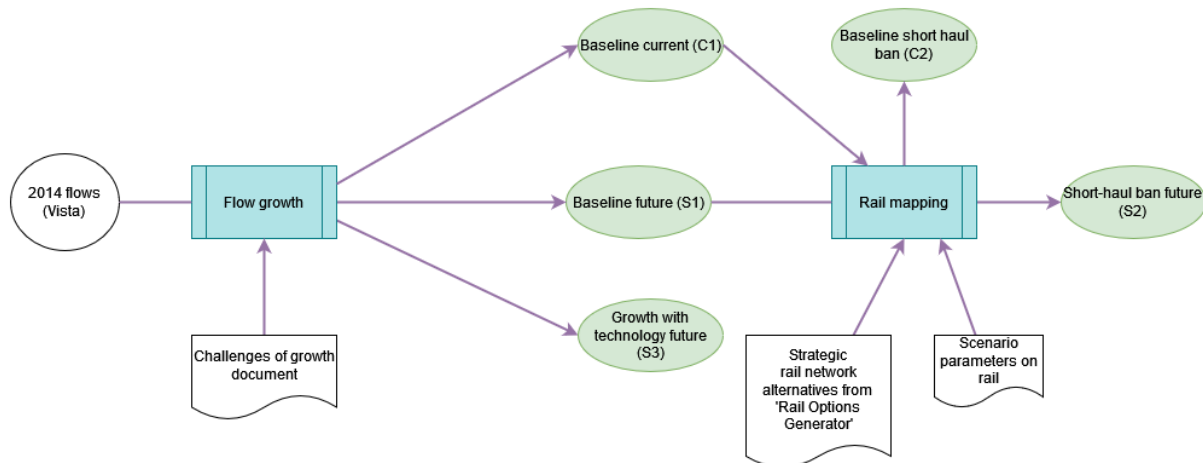 Baseline current (C1)
Baseline short haul
ban (C2)
2014 flows
(Vista)
Flow growth
Baseline future (S1)
Rail mapping
Short-haul ban future
(S2)
Growth with
technology future
(S3)
Challenges of growth
document
Strategic
rail network
alternatives from
'Rail Options
Generator'
Scenario
parameters on
rail